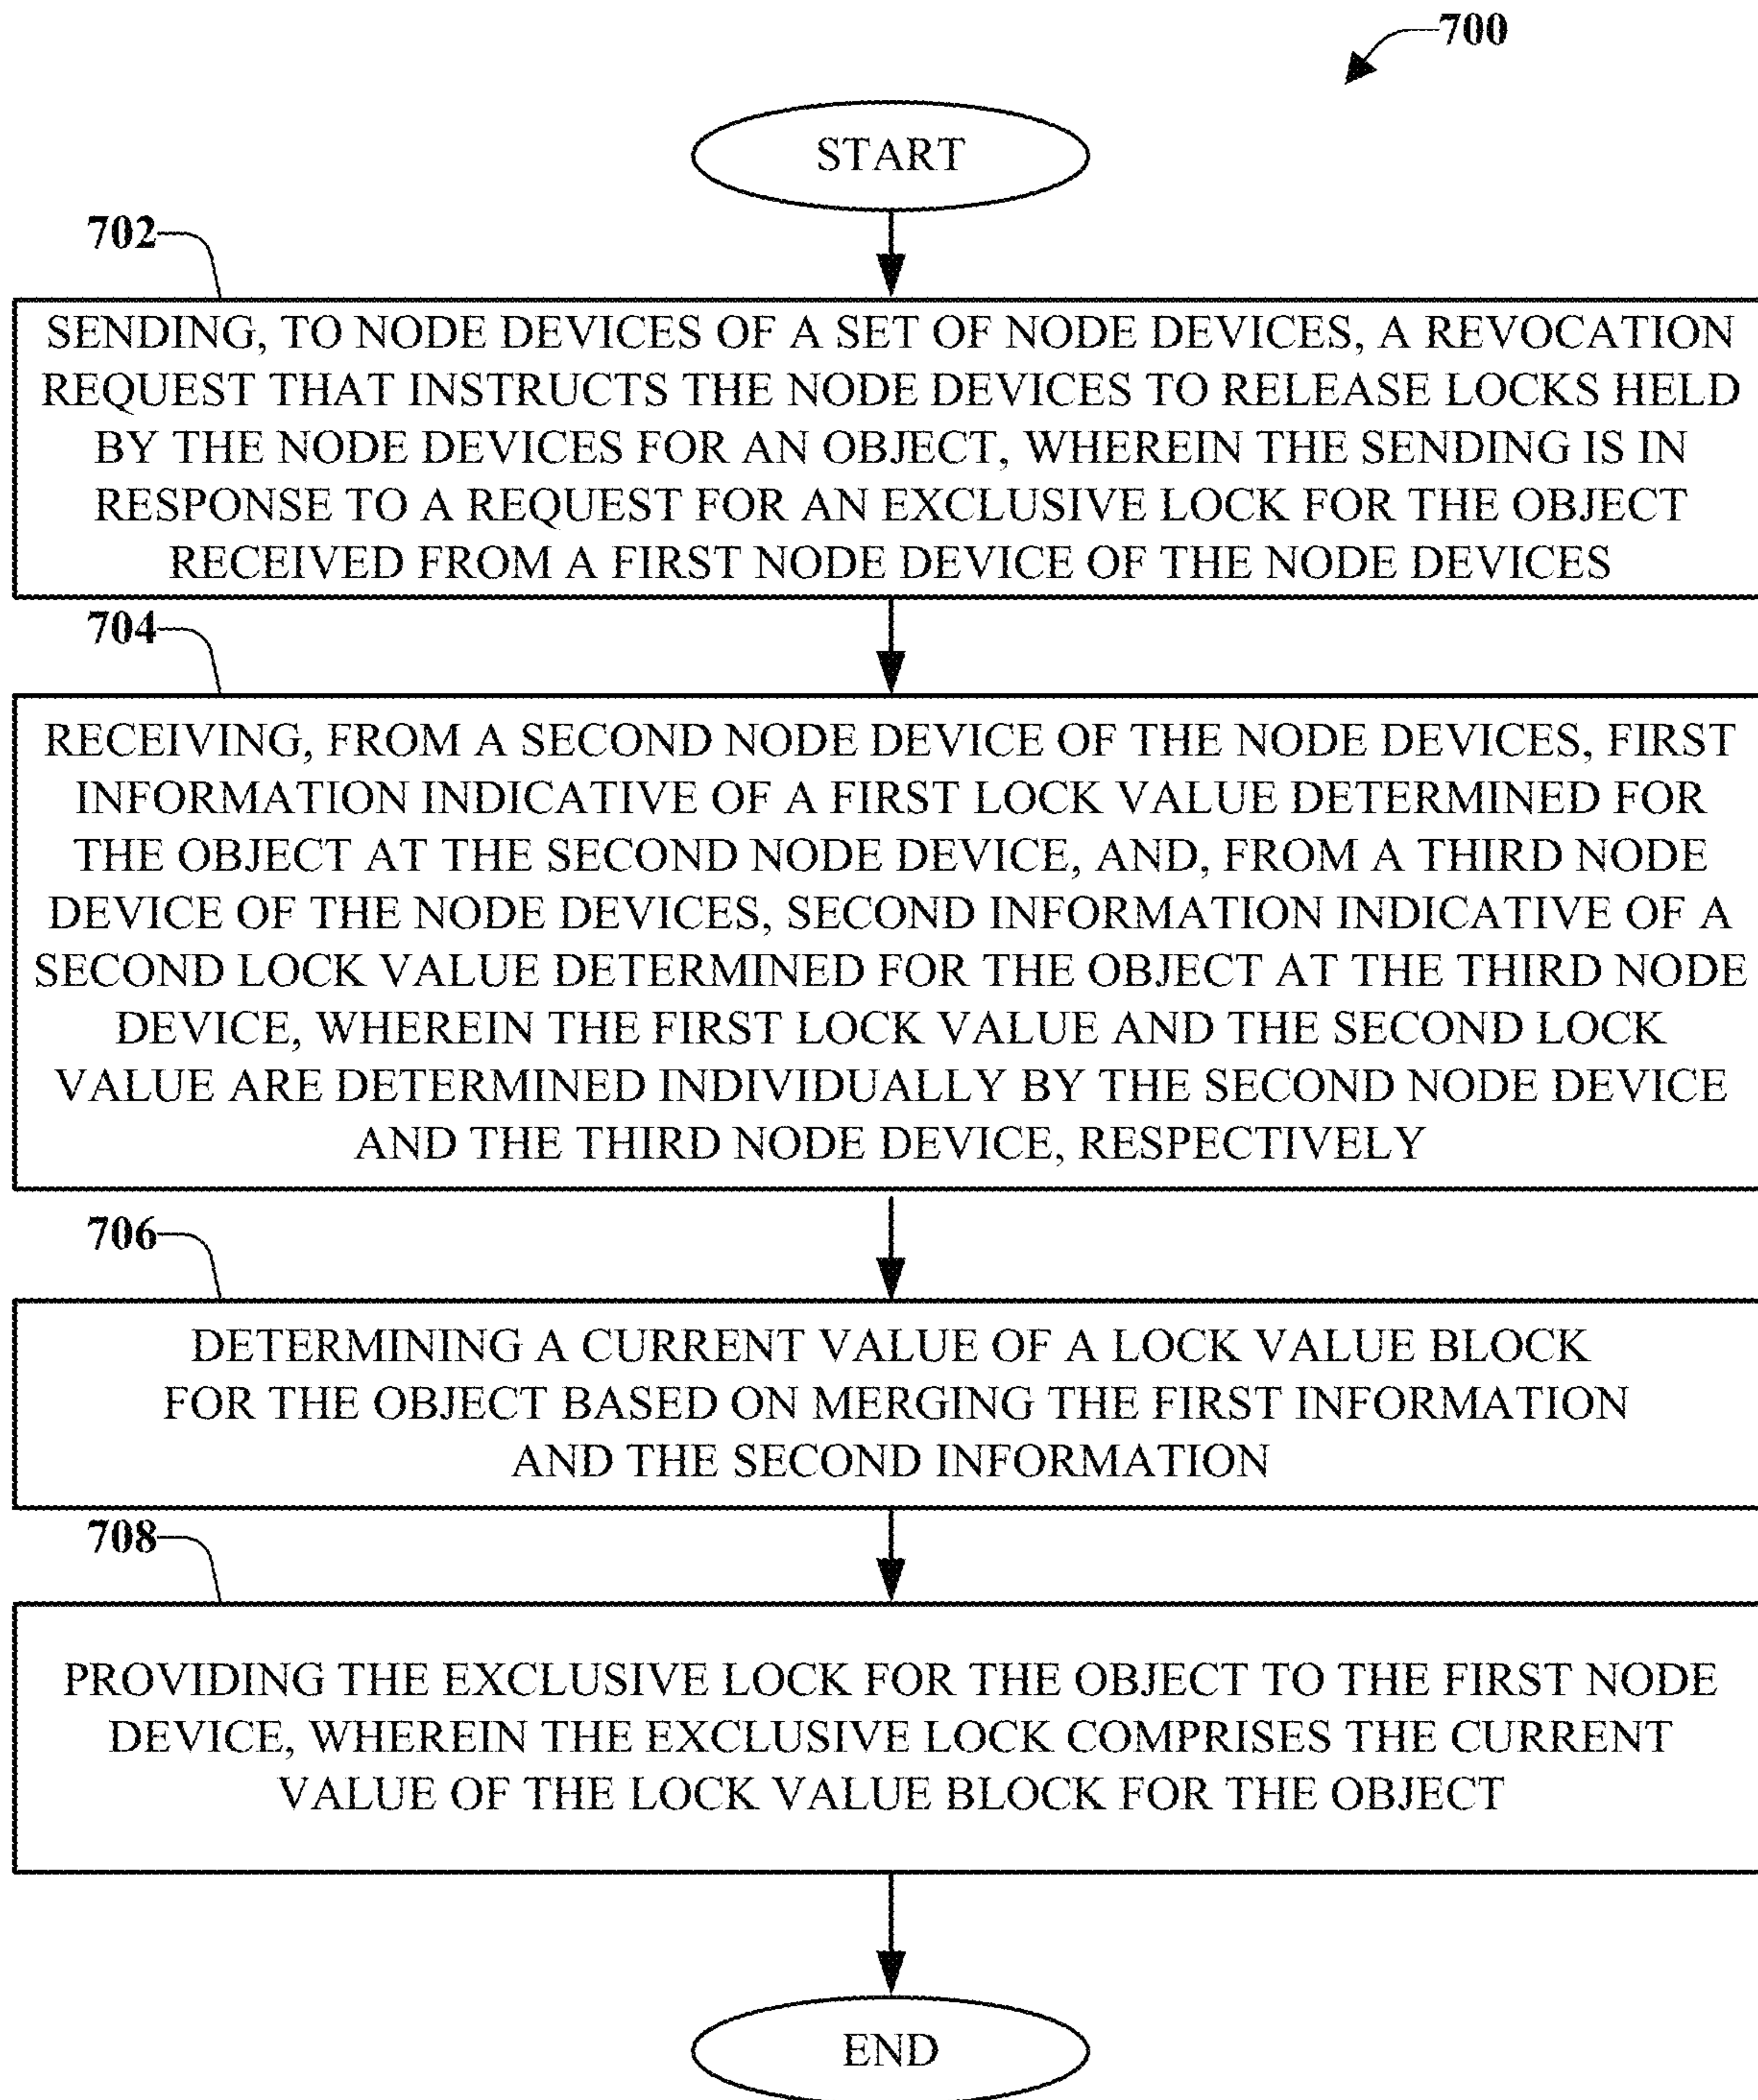 700
START
702
SENDING, TO NODE DEVICES OF A SET OF NODE DEVICES, A REVOCATION
REQUEST THAT INSTRUCTS THE NODE DEVICES TO RELEASE LOCKS HELD
BY THE NODE DEVICES FOR AN OBJECT, WHEREIN THE SENDING IS IN
RESPONSE TO A REQUEST FOR AN EXCLUSIVE LOCK FOR THE OBJECT
RECEIVED FROM A FIRST NODE DEVICE OF THE NODE DEVICES
704
RECEIVING, FROM A SECOND NODE DEVICE OF THE NODE DEVICES, FIRST
INFORMATION INDICATIVE OF A FIRST LOCK VALUE DETERMINED FOR
THE OBJECT AT THE SECOND NODE DEVICE, AND, FROM A THIRD NODE
DEVICE OF THE NODE DEVICES, SECOND INFORMATION INDICATIVE OF A
SECOND LOCK VALUE DETERMINED FOR THE OBJECT AT THE THIRD NODE
DEVICE, WHEREIN THE FIRST LOCK VALUE AND THE SECOND LOCK
VALUE ARE DETERMINED INDIVIDUALLY BY THE SECOND NODE DEVICE
AND THE THIRD NODE DEVICE, RESPECTIVELY
706
DETERMINING A CURRENT VALUE OF A LOCK VALUE BLOCK
FOR THE OBJECT BASED ON MERGING THE FIRST INFORMATION
AND THE SECOND INFORMATION
708
PROVIDING THE EXCLUSIVE LOCK FOR THE OBJECT TO THE FIRST NODE
DEVICE, WHEREIN THE EXCLUSIVE LOCK COMPRISES THE CURRENT
VALUE OF THE LOCK VALUE BLOCK FOR THE OBJECT
END